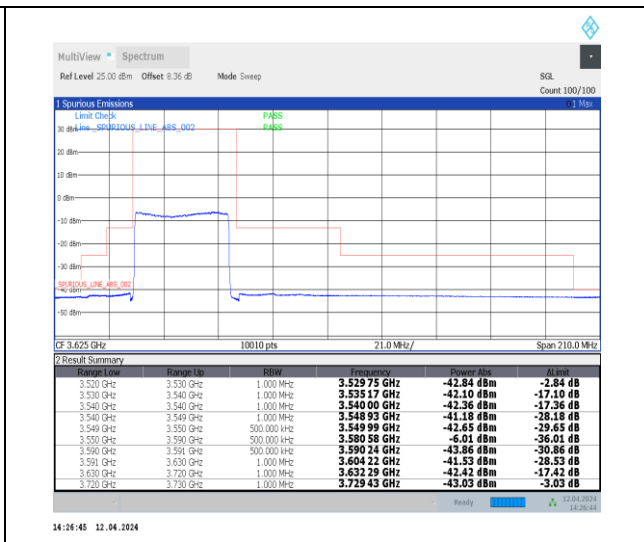 MultiView Spectrum
Ref Level 25.00 dBm Offset 8.36 dB Mode Sweep SGL
Count 100/100
1 Spurious Emissions 1 Max
Limit Check PASS
Line _SPURIOUS_LINE_ABS_002 PASS
30 dBm
20 dBm
10 dBm
0 dBm
-10 dBm
-20 dBm
-30 dBm
_SPURIOUS_LINE_ABS_002
-40 dBm
-50 dBm
CF 3.625 GHz 10010 pts 21.0 MHz/ Span 210.0 MHz
2 Result Summary
Range Low Range Up RBW Frequency Power Abs ΔLimit
3.520 GHz 3.530 GHz 1.000 MHz 3.529 75 GHz -42.84 dBm -2.84 dB
3.530 GHz 3.540 GHz 1.000 MHz 3.535 17 GHz -42.10 dBm -17.10 dB
3.540 GHz 3.540 GHz 1.000 MHz 3.540 00 GHz -42.36 dBm -17.36 dB
3.540 GHz 3.549 GHz 1.000 MHz 3.548 93 GHz -41.18 dBm -28.18 dB
3.549 GHz 3.550 GHz 500.000 kHz 3.549 99 GHz -42.65 dBm -29.65 dB
3.550 GHz 3.590 GHz 500.000 kHz 3.580 58 GHz -6.01 dBm -36.01 dB
3.590 GHz 3.591 GHz 500.000 kHz 3.590 24 GHz -43.86 dBm -30.86 dB
3.591 GHz 3.630 GHz 1.000 MHz 3.604 22 GHz -41.53 dBm -28.53 dB
3.630 GHz 3.720 GHz 1.000 MHz 3.632 29 GHz -42.42 dBm -17.42 dB
3.720 GHz 3.730 GHz 1.000 MHz 3.729 43 GHz -43.03 dBm -3.03 dB
Ready 12.04.2024
14:26:44
14:26:45 12.04.2024